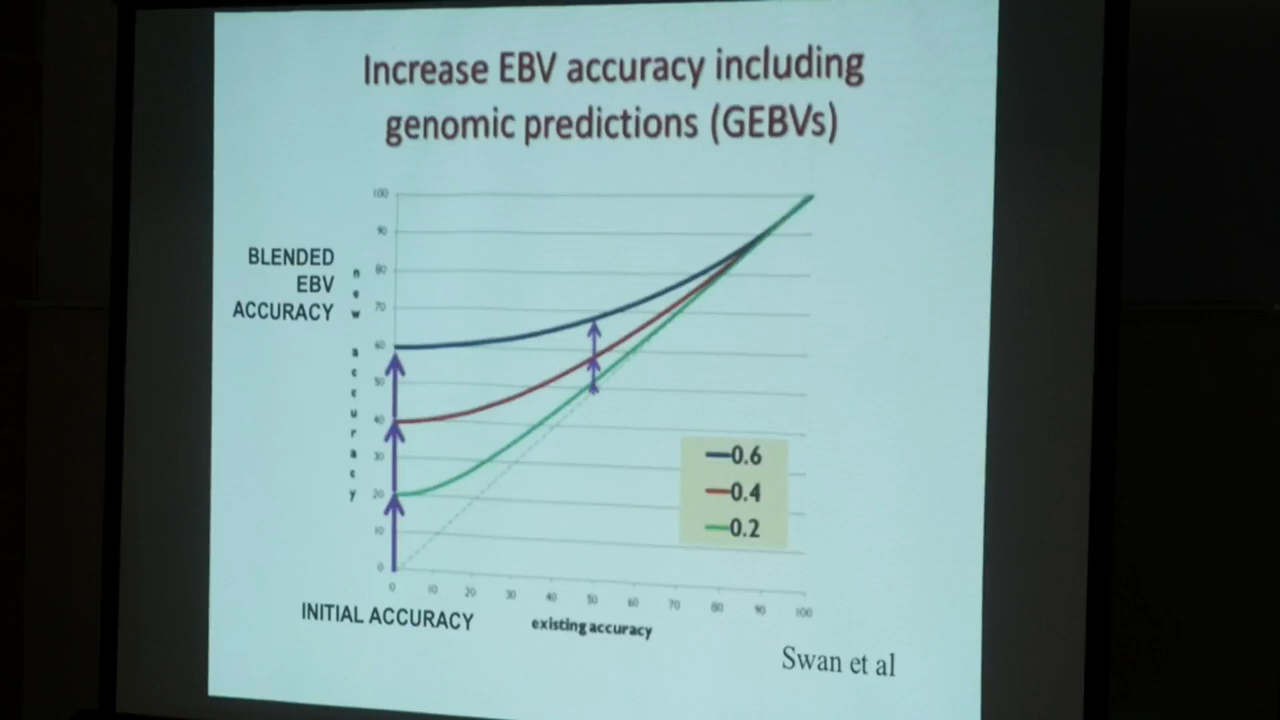 Increase EBV accuracy including
genomic predictions (GEBVs)
BLENDED
EBV
ACCURACY
new accuracy
100
90
80
70
60
50
40
30
20
10
0
0 10 20 30 40 50 60 70 80 90 100
INITIAL ACCURACY
existing accuracy
0.6
0.4
0.2
Swan et al